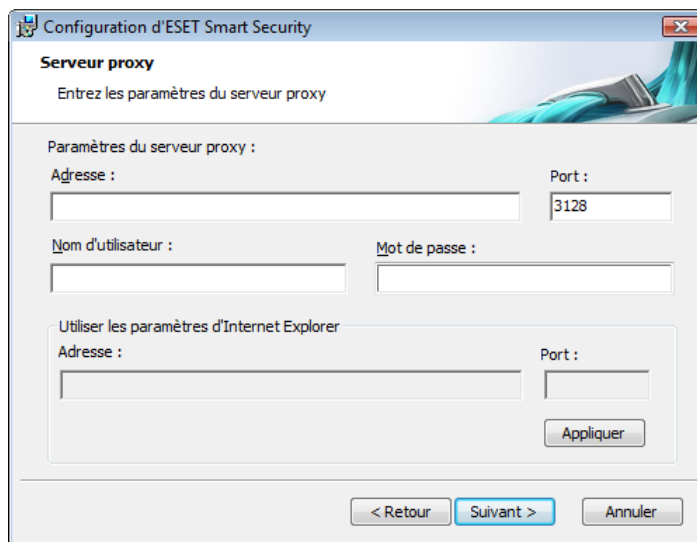 Configuration d'ESET Smart Security
Serveur proxy
Entrez les paramètres du serveur proxy
Paramètres du serveur proxy :
Adresse : Port :
3128
Nom d'utilisateur : Mot de passe :
Utiliser les paramètres d'Internet Explorer
Adresse : Port :
Appliquer
< Retour Suivant > Annuler